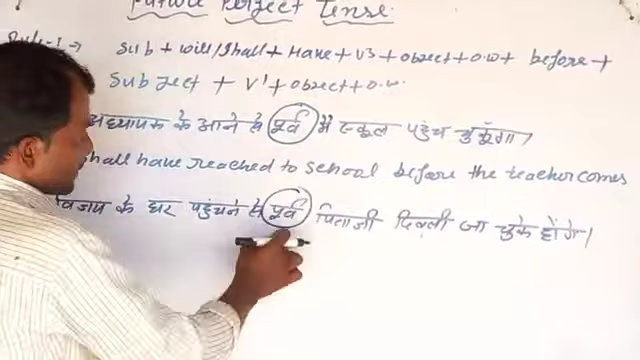 Future Perfect Tense
Rule-I → Sub + will/shall + Have + V3 + object + o.w + before +
Subject + V¹ + object + o.w.
अध्यापक के आने से पूर्व मैं स्कूल पहुंच चुकूँगा।
shall have reached to school before the teacher comes
विजय के घर पहुंचने से पूर्व पिताजी दिल्ली जा चुके होंगे।